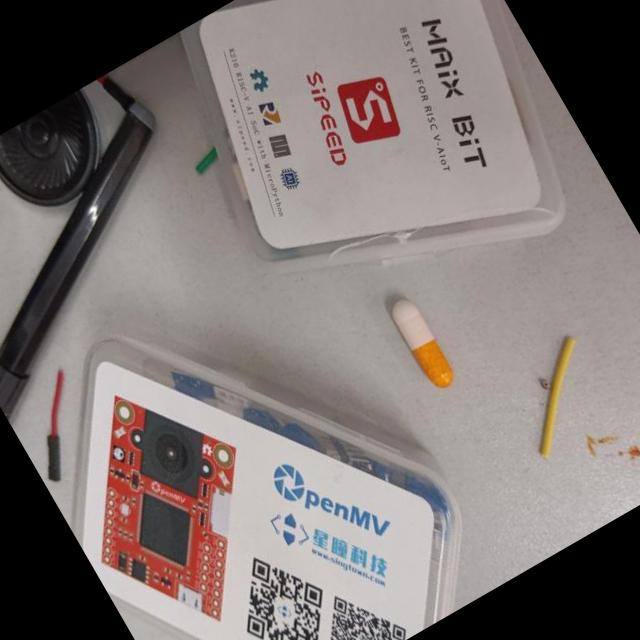 MAix BiT
BEST KIT FOR RISC V-AIoT
SiPEED
K210 RISC-V AI SoC with MicroPython
OpenMV
OpenMV
星瞳科技
www.singtown.com